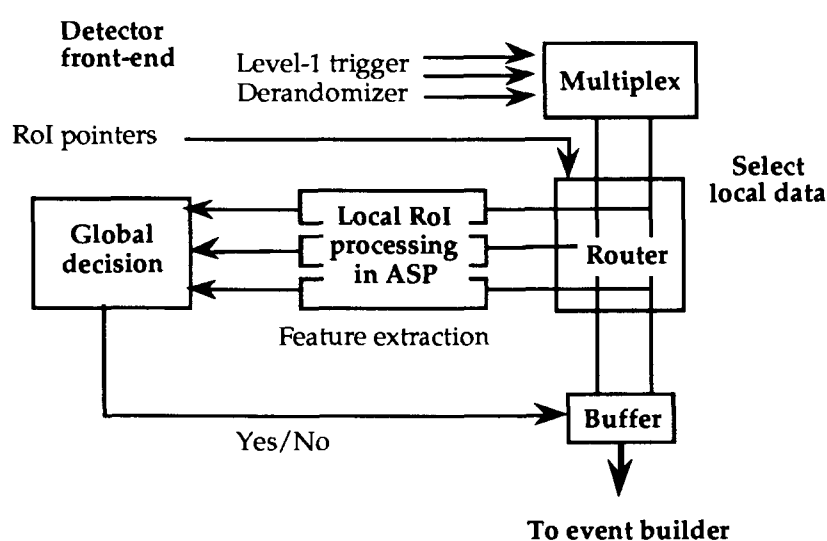 Detector
front-end
Level-1 trigger
Derandomizer
Multiplex
RoI pointers
Select
local data
Global
decision
Local RoI
processing
in ASP
Router
Feature extraction
Buffer
Yes/No
To event builder